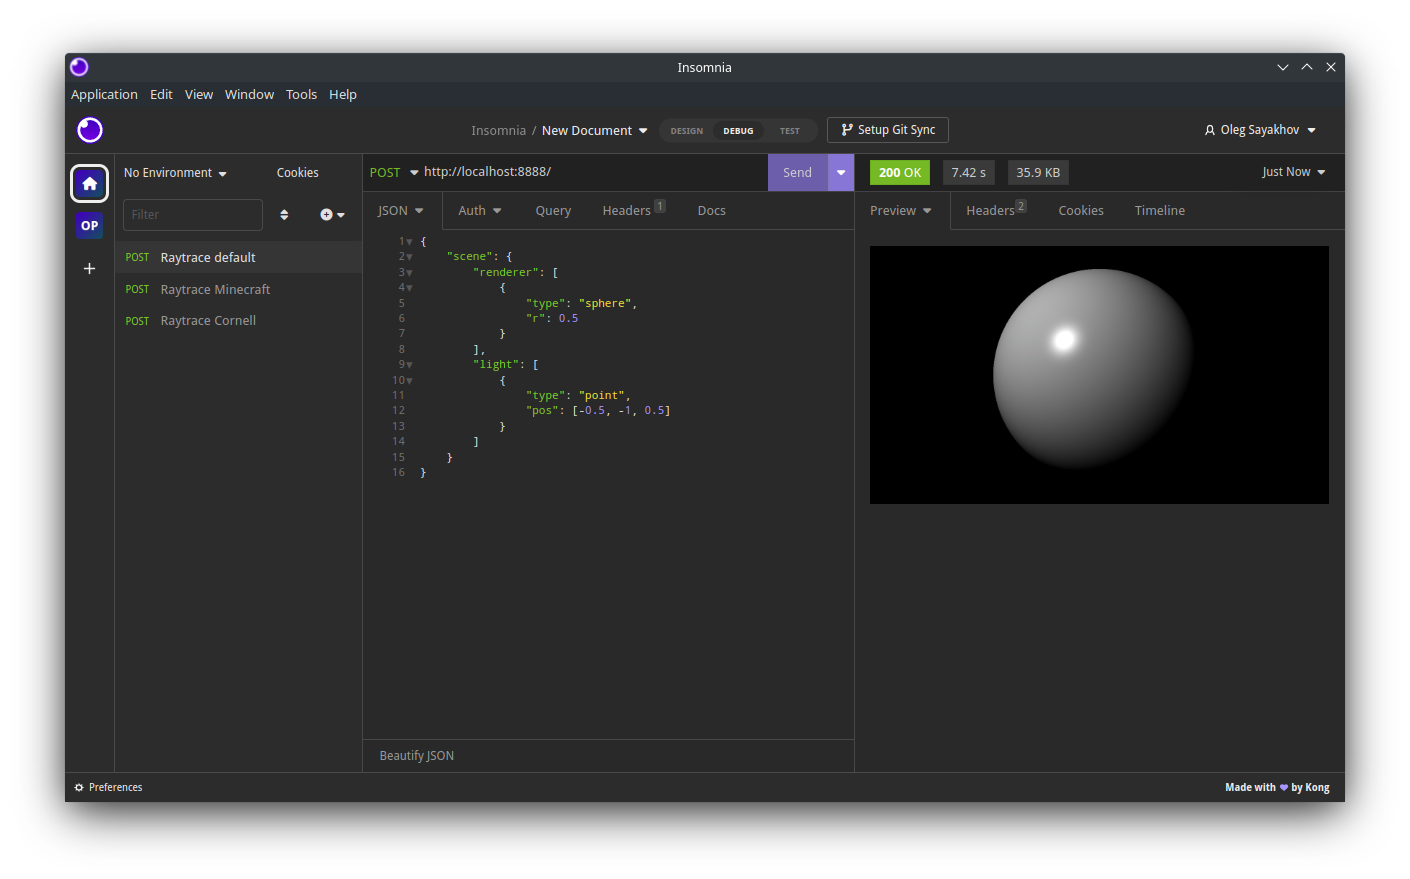 Insomnia
Application Edit View Window Tools Help
Insomnia / New Document DESIGN DEBUG TEST Setup Git Sync Oleg Sayakhov
OP
No Environment Cookies
Filter
POST Raytrace default
POST Raytrace Minecraft
POST Raytrace Cornell
POST http://localhost:8888/ Send
JSON Auth Query Headers 1 Docs
1 {
2 "scene": {
3 "renderer": [
4 {
5 "type": "sphere",
6 "r": 0.5
7 }
8 ],
9 "light": [
10 {
11 "type": "point",
12 "pos": [-0.5, -1, 0.5]
13 }
14 ]
15 }
16 }
Beautify JSON
200 OK 7.42 s 35.9 KB Just Now
Preview Headers 2 Cookies Timeline
Preferences
Made with by Kong